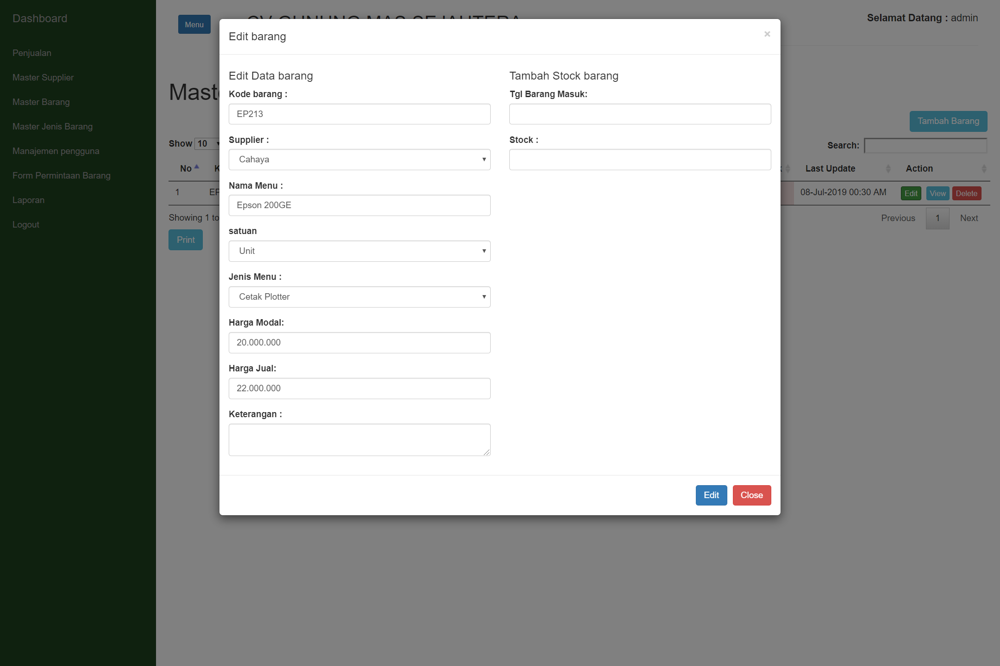 Dashboard
Penjualan
Master Supplier
Master Barang
Master Jenis Barang
Manajemen pengguna
Form Permintaan Barang
Laporan
Logout
Menu
Selamat Datang : admin
Tambah Barang
Show 10
Search:
No
Last Update
Action
1
08-Jul-2019 00:30 AM
Edit
View
Delete
Showing 1 to
Previous
1
Next
Print
Edit barang
×
Edit Data barang
Kode barang :
EP213
Supplier :
Cahaya
Nama Menu :
Epson 200GE
satuan
Unit
Jenis Menu :
Cetak Plotter
Harga Modal:
20.000.000
Harga Jual:
22.000.000
Keterangan :
Tambah Stock barang
Tgl Barang Masuk:
Stock :
Edit
Close